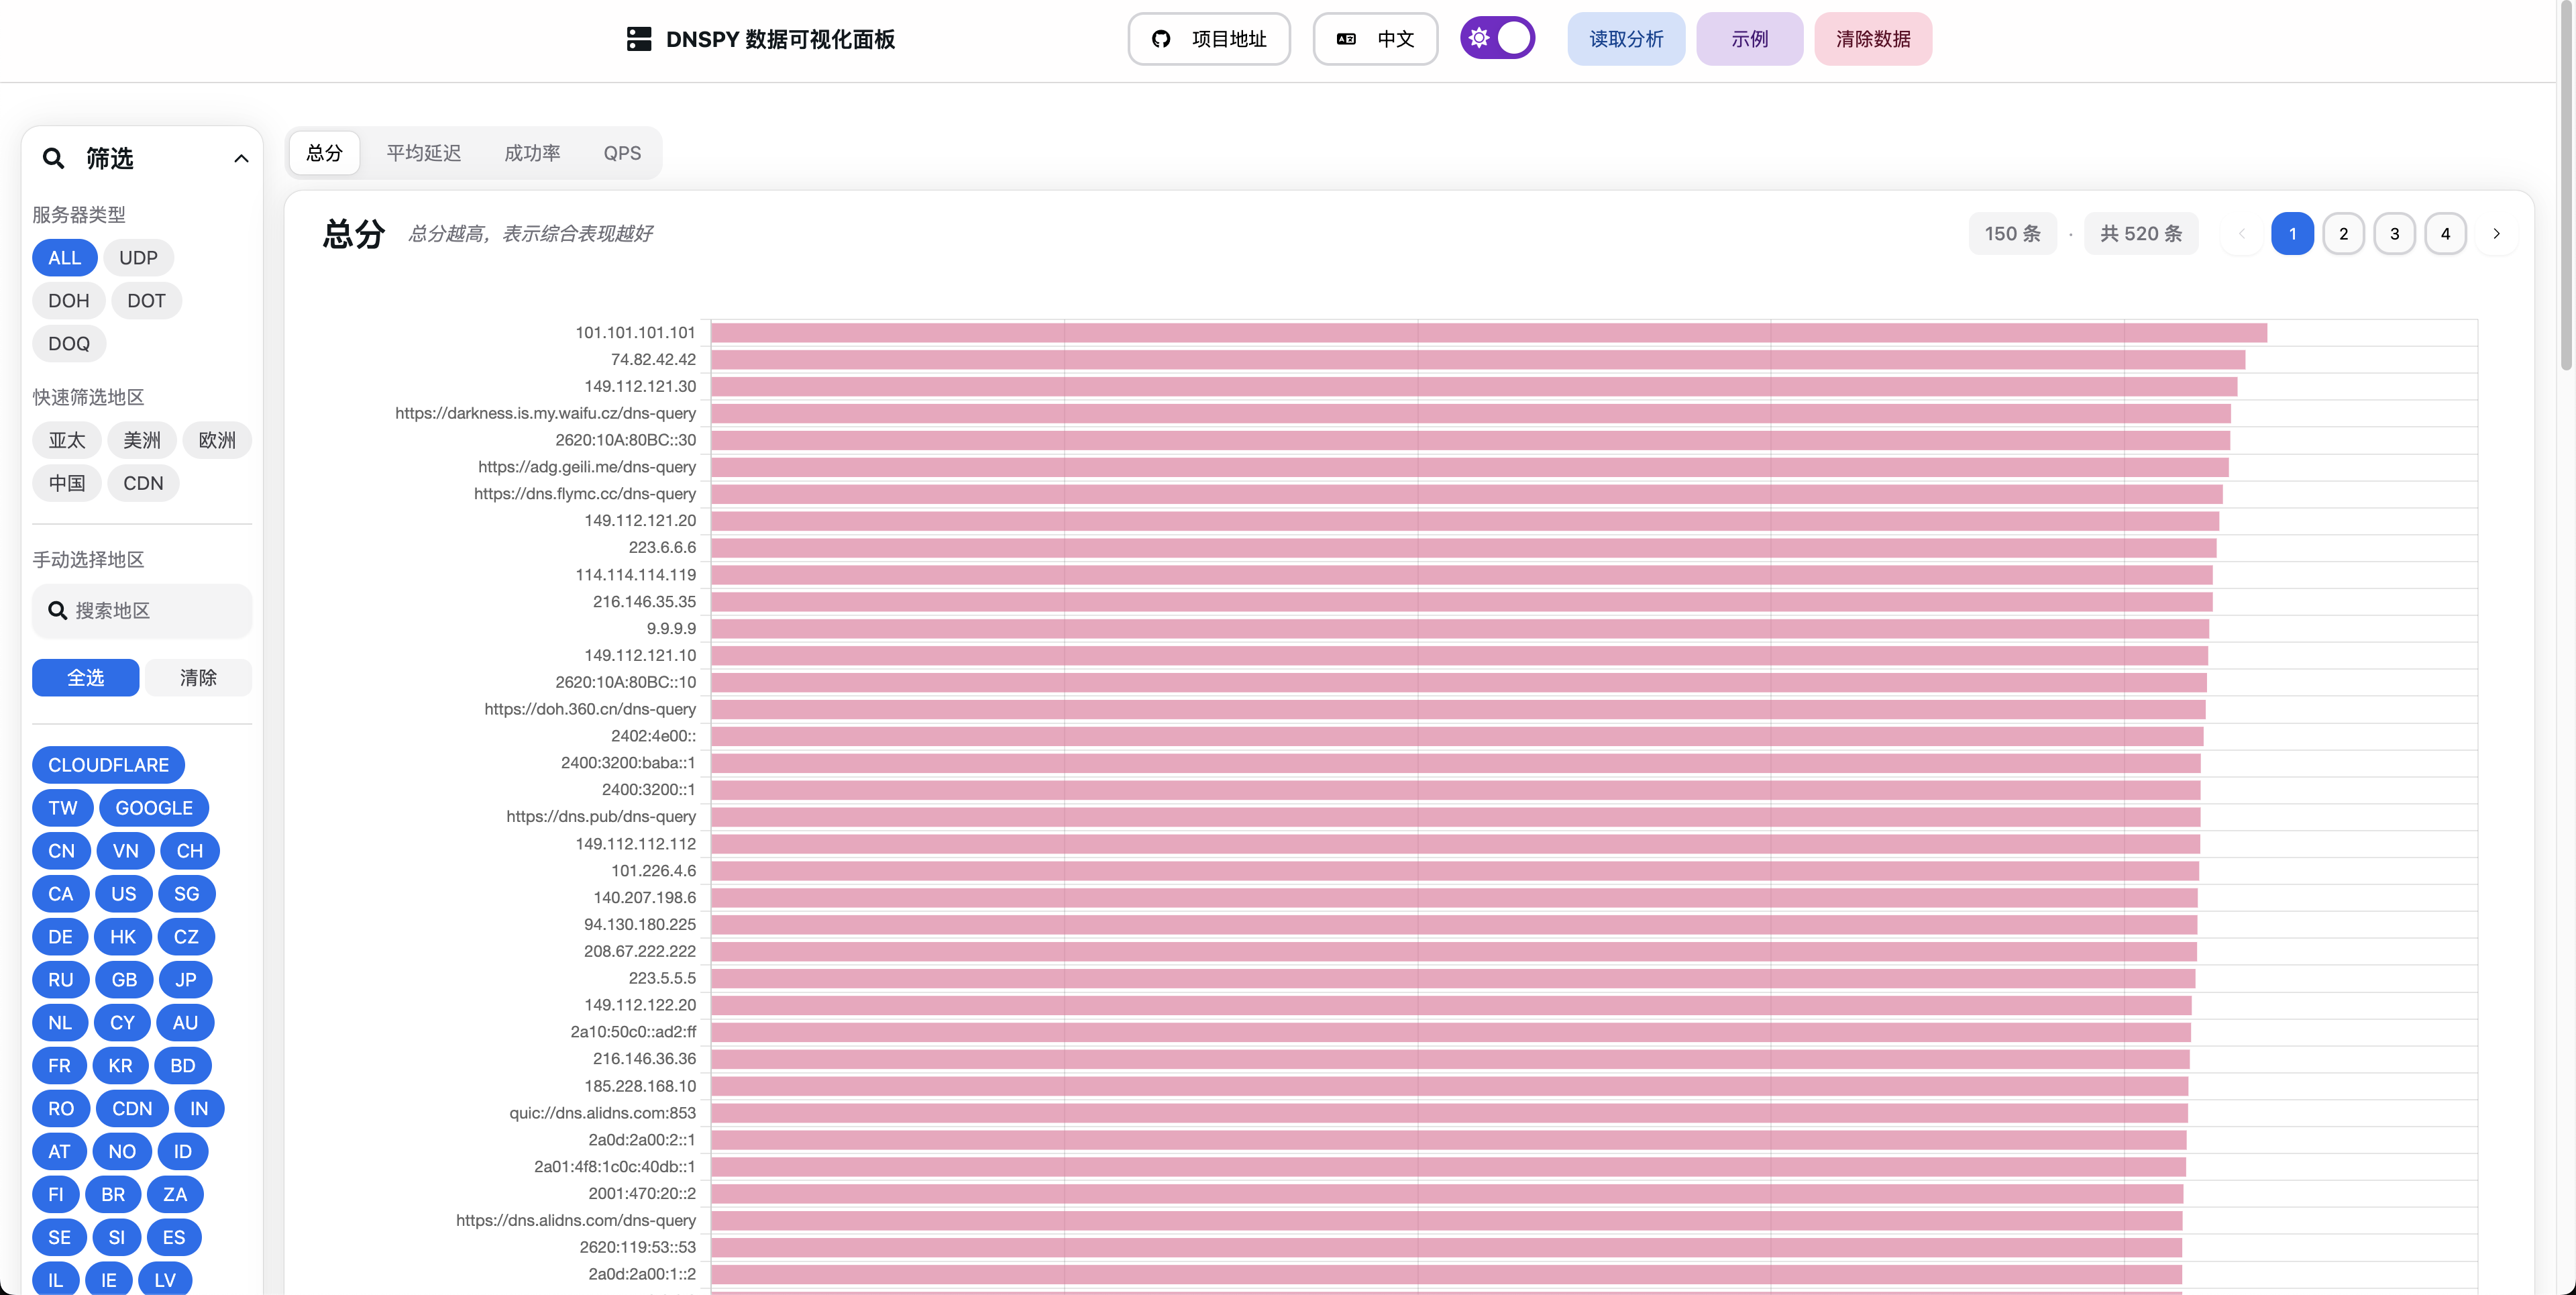 DNSPY 数据可视化面板
项目地址
中文
读取分析
示例
清除数据
筛选
服务器类型
ALL UDP
DOH DOT
DOQ
快速筛选地区
亚太 美洲 欧洲
中国 CDN
手动选择地区
搜索地区
全选 清除
CLOUDFLARE
TW GOOGLE
CN VN CH
CA US SG
DE HK CZ
RU GB JP
NL CY AU
FR KR BD
RO CDN IN
AT NO ID
FI BR ZA
SE SI ES
IL IE LV
总分 平均延迟 成功率 QPS
总分 总分越高，表示综合表现越好
150 条 · 共 520 条 1 2 3 4
101.101.101.101
74.82.42.42
149.112.121.30
https://darkness.is.my.waifu.cz/dns-query
2620:10A:80BC::30
https://adg.geili.me/dns-query
https://dns.flymc.cc/dns-query
149.112.121.20
223.6.6.6
114.114.114.119
216.146.35.35
9.9.9.9
149.112.121.10
2620:10A:80BC::10
https://doh.360.cn/dns-query
2402:4e00::
2400:3200:baba::1
2400:3200::1
https://dns.pub/dns-query
149.112.112.112
101.226.4.6
140.207.198.6
94.130.180.225
208.67.222.222
223.5.5.5
149.112.122.20
2a10:50c0::ad2:ff
216.146.36.36
185.228.168.10
quic://dns.alidns.com:853
2a0d:2a00:2::1
2a01:4f8:1c0c:40db::1
2001:470:20::2
https://dns.alidns.com/dns-query
2620:119:53::53
2a0d:2a00:1::2